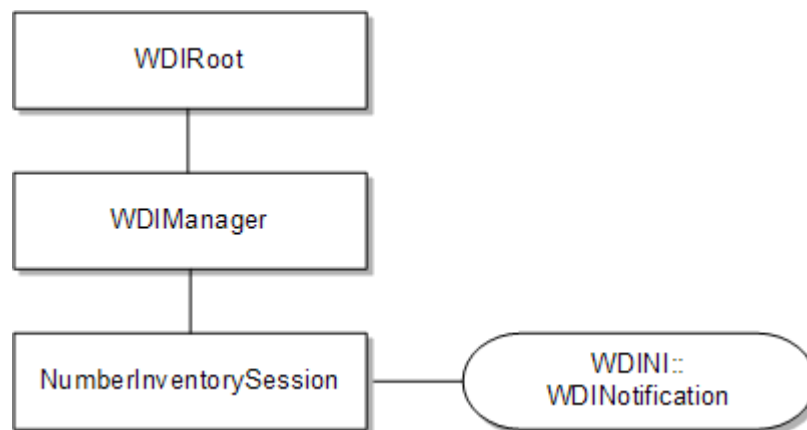 WDIRoot
WDIManager
NumberInventorySession
WDINI::
WDINotification